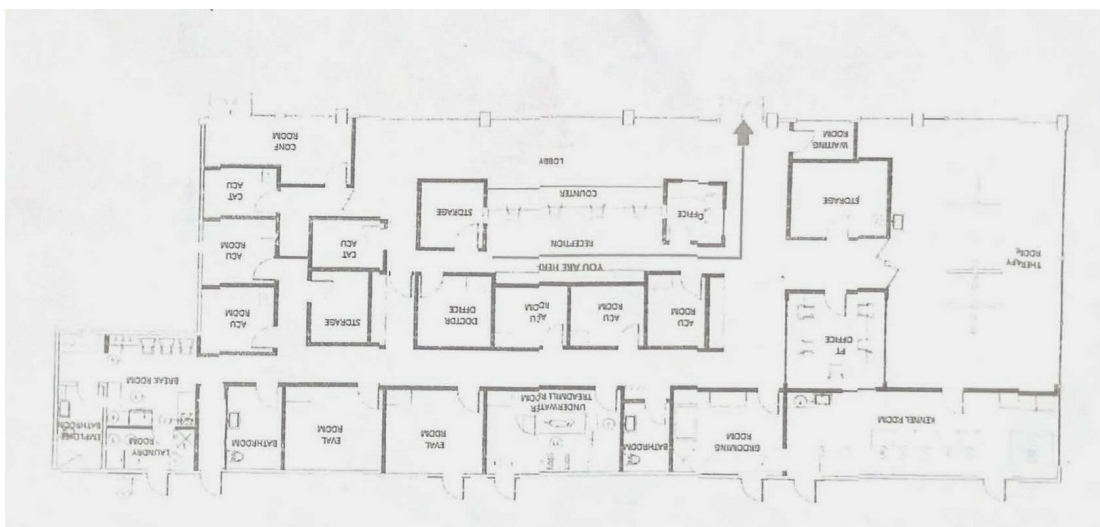 KENNEL ROOM
GROOMING
ROOM
BATHROOM
UNDERWATER
TREADMILL
EVAL
ROOM
EVAL
ROOM
BATHROOM
LAUNDRY
ROOM
EMPLOYEE
BATHROOM
BREAK ROOM
PT
OFFICE
ACU
ROOM
ACU
ROOM
ACU
ROOM
DOCTOR
OFFICE
STORAGE
ACU
ROOM
THERAPY
ROOM
YOU ARE HERE
RECEPTION
COUNTER
OFFICE
STORAGE
ACU
CAT
ACU
ROOM
STORAGE
ACU
CAT
LOBBY
WAITING
ROOM
CONF
ROOM